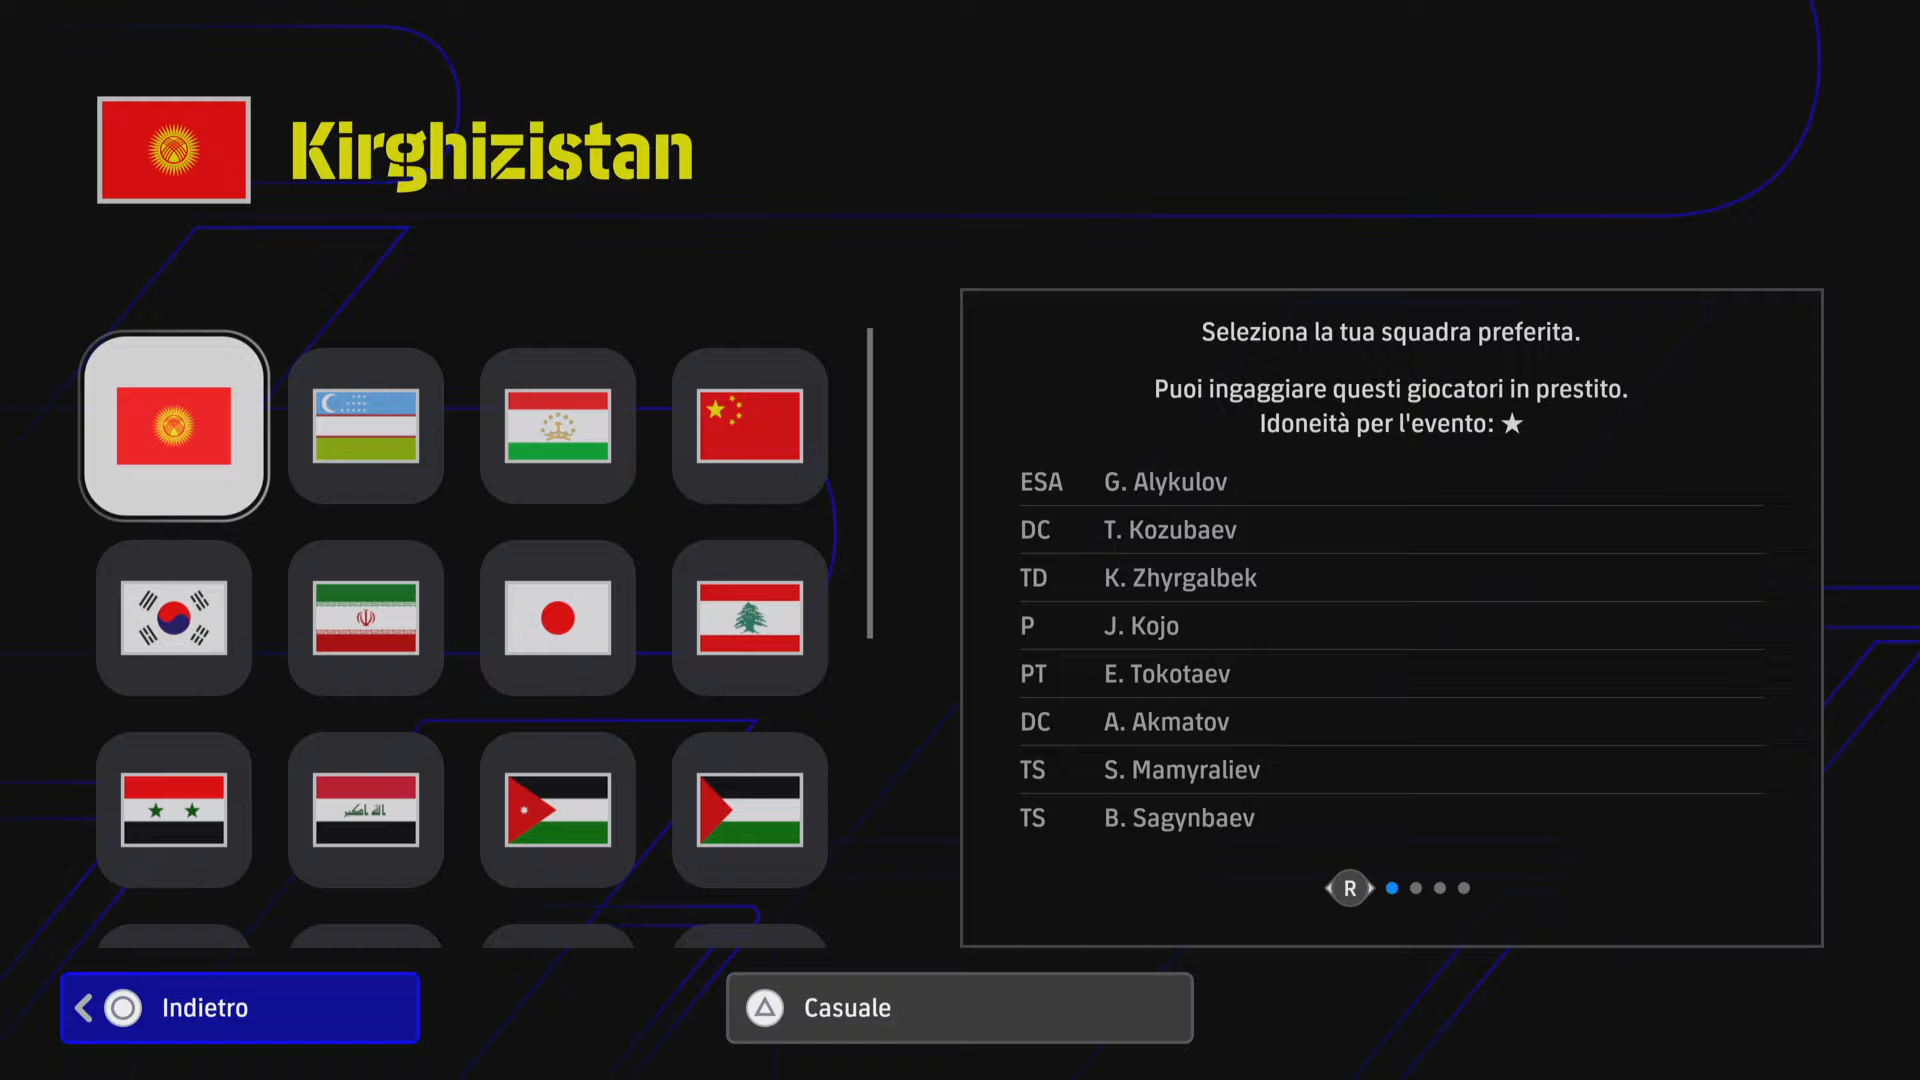 Kirghizistan
Seleziona la tua squadra preferita.
Puoi ingaggiare questi giocatori in prestito.
Idoneità per l'evento: ★
ESA G. Alykulov
DC T. Kozubaev
TD K. Zhyrgalbek
P J. Kojo
PT E. Tokotaev
DC A. Akmatov
TS S. Mamyraliev
TS B. Sagynbaev
R
Indietro
Casuale